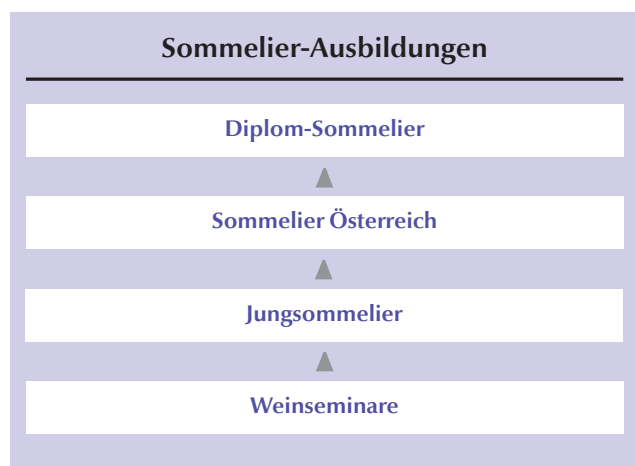 Sommelier-Ausbildungen
Diplom-Sommelier
Sommelier Österreich
Jungsommelier
Weinseminare